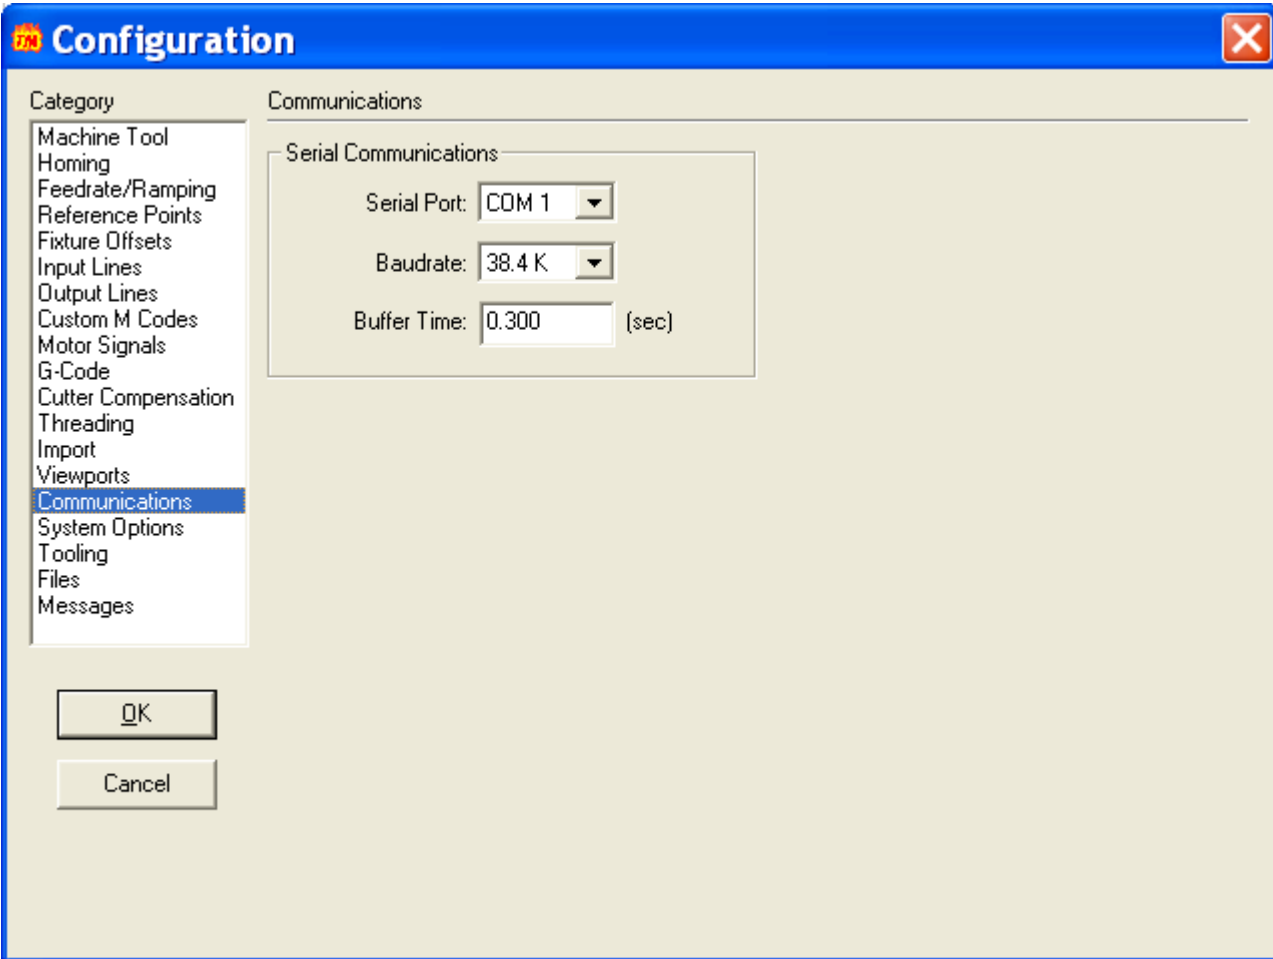 TM Configuration
Category
Machine Tool
Homing
Feedrate/Ramping
Reference Points
Fixture Offsets
Input Lines
Output Lines
Custom M Codes
Motor Signals
G-Code
Cutter Compensation
Threading
Import
Viewports
Communications
System Options
Tooling
Files
Messages
OK
Cancel
Communications
Serial Communications
Serial Port: COM 1
Baudrate: 38.4 K
Buffer Time: 0.300 (sec)